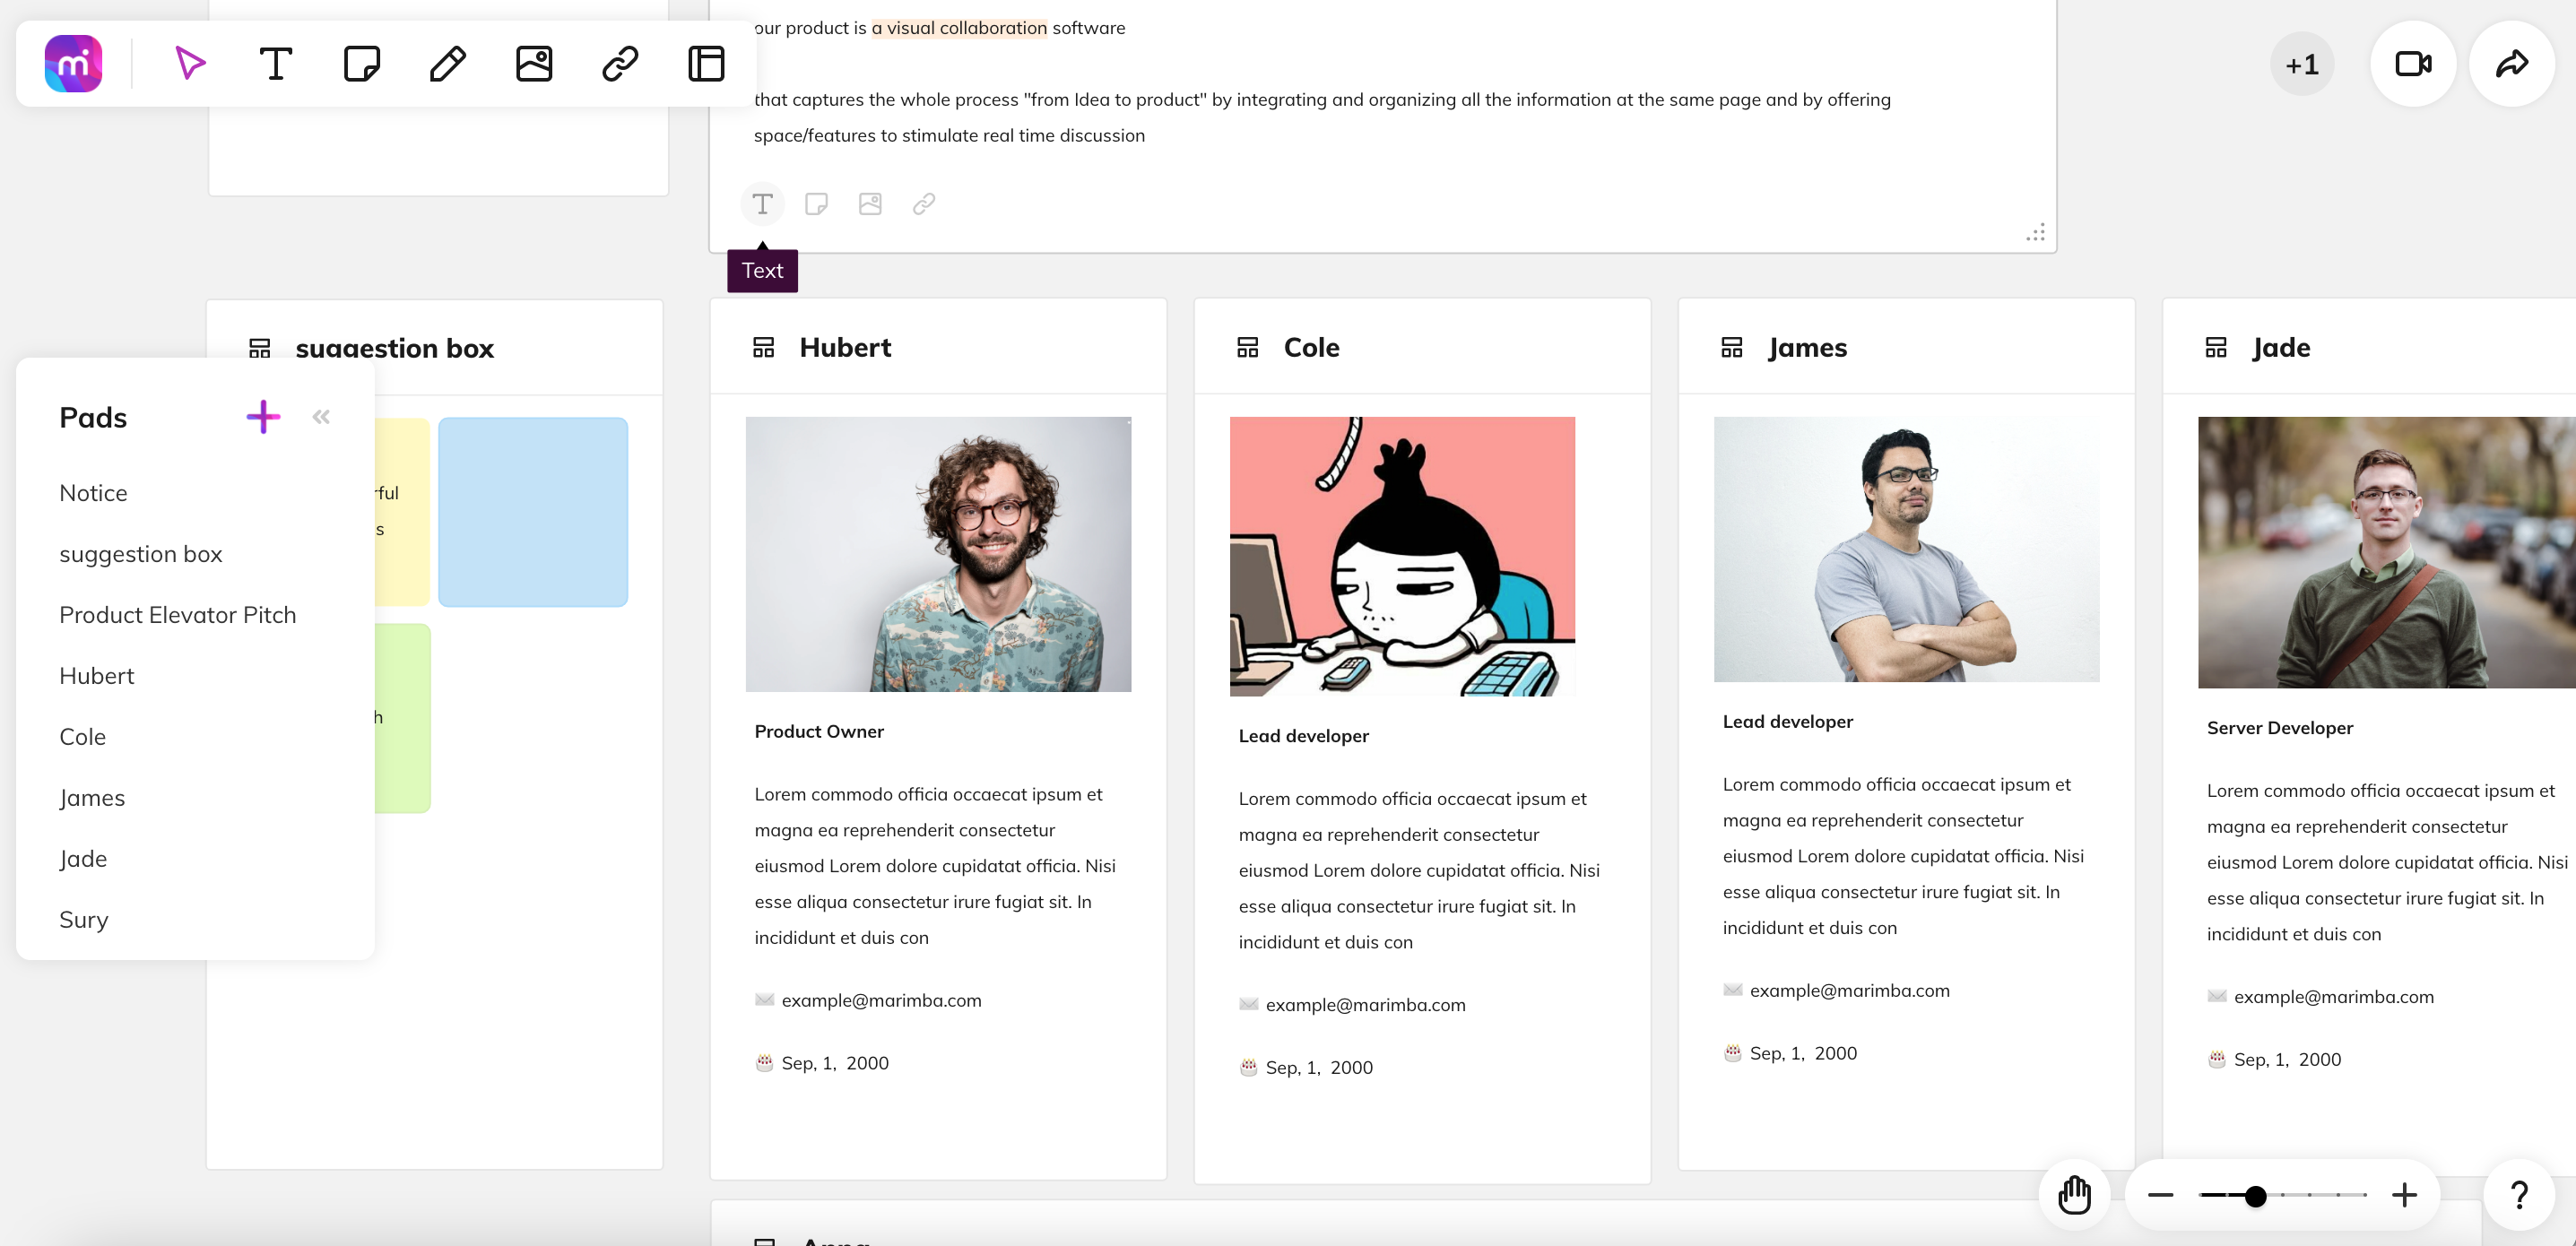 our product is a visual collaboration software
that captures the whole process "from Idea to product" by integrating and organizing all the information at the same page and by offering
space/features to stimulate real time discussion
+1
Text
suggestion box
Pads
Notice
suggestion box
Product Elevator Pitch
Hubert
Cole
James
Jade
Sury
Hubert
Product Owner
Lorem commodo officia occaecat ipsum et
magna ea reprehenderit consectetur
eiusmod Lorem dolore cupidatat officia. Nisi
esse aliqua consectetur irure fugiat sit. In
incididunt et duis con
example@marimba.com
Sep, 1, 2000
Cole
Lead developer
Lorem commodo officia occaecat ipsum et
magna ea reprehenderit consectetur
eiusmod Lorem dolore cupidatat officia. Nisi
esse aliqua consectetur irure fugiat sit. In
incididunt et duis con
example@marimba.com
Sep, 1, 2000
James
Lead developer
Lorem commodo officia occaecat ipsum et
magna ea reprehenderit consectetur
eiusmod Lorem dolore cupidatat officia. Nisi
esse aliqua consectetur irure fugiat sit. In
incididunt et duis con
example@marimba.com
Sep, 1, 2000
Jade
Server Developer
Lorem commodo officia occaecat ipsum et
magna ea reprehenderit consectetur
eiusmod Lorem dolore cupidatat officia. Nisi
esse aliqua consectetur irure fugiat sit. In
incididunt et duis con
example@marimba.com
Sep, 1, 2000